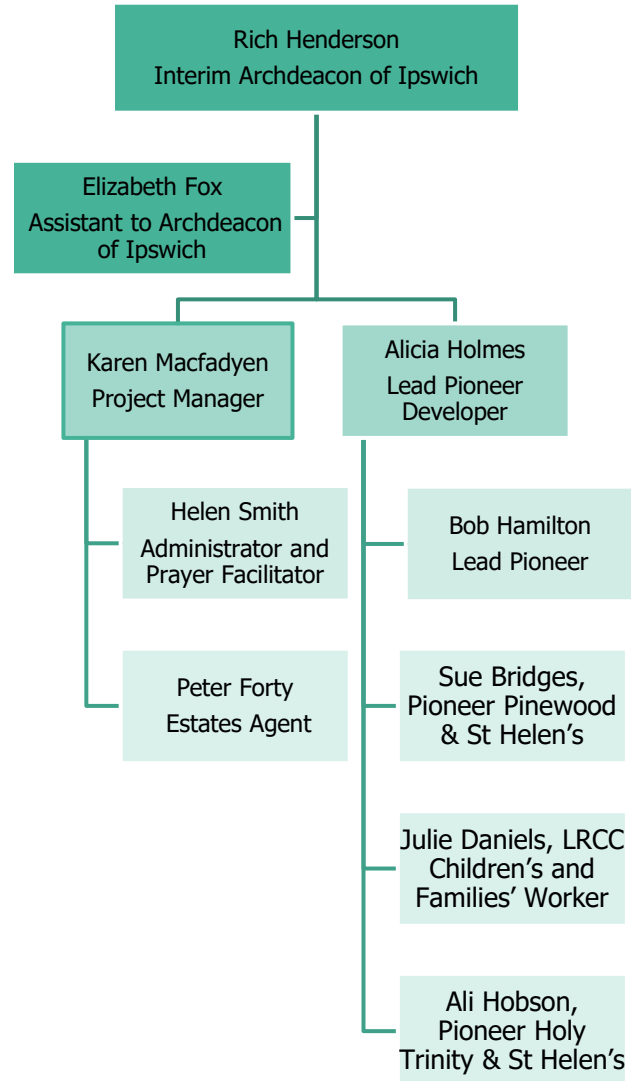 Rich Henderson
Interim Archdeacon of Ipswich
Elizabeth Fox
Assistant to Archdeacon
of Ipswich
Karen Macfadyen
Project Manager
Alicia Holmes
Lead Pioneer
Developer
Helen Smith
Administrator and
Prayer Facilitator
Peter Forty
Estates Agent
Bob Hamilton
Lead Pioneer
Sue Bridges,
Pioneer Pinewood
& St Helen’s
Julie Daniels, LRCC
Children’s and
Families’ Worker
Ali Hobson,
Pioneer Holy
Trinity & St Helen’s